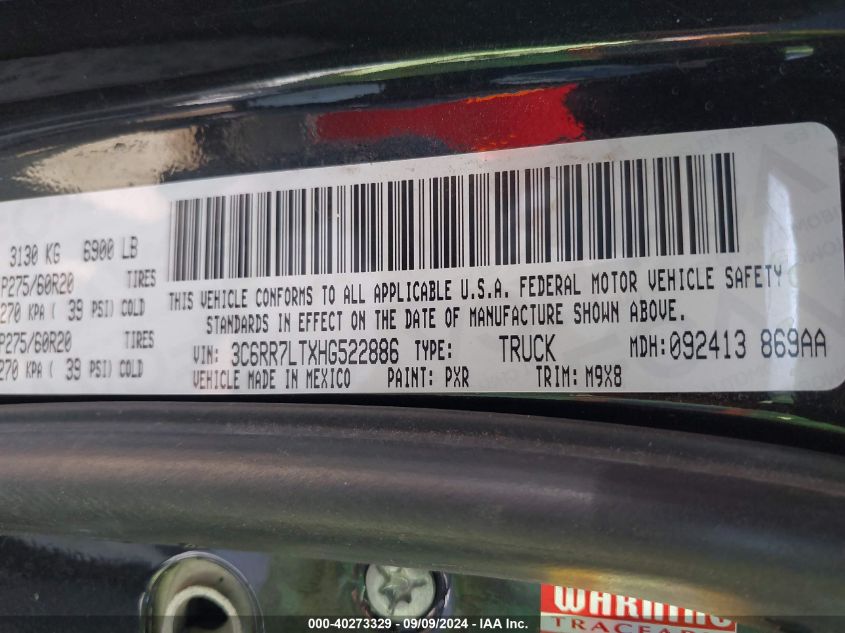 3130 KG 6900 LB
P275/60R20 TIRES
270 KPA ( 39 PSI) COLD
P275/60R20 TIRES
270 KPA ( 39 PSI) COLD
THIS VEHICLE CONFORMS TO ALL APPLICABLE U.S.A. FEDERAL MOTOR VEHICLE SAFETY
STANDARDS IN EFFECT ON THE DATE OF MANUFACTURE SHOWN ABOVE.
VIN: 3C6RR7LTXHG522886 TYPE: TRUCK MDH: 092413 869AA
VEHICLE MADE IN MEXICO PAINT: PXR TRIM: M9X8
WARNING
TRACEAB
000-40273329 - 09/09/2024 - IAA Inc.